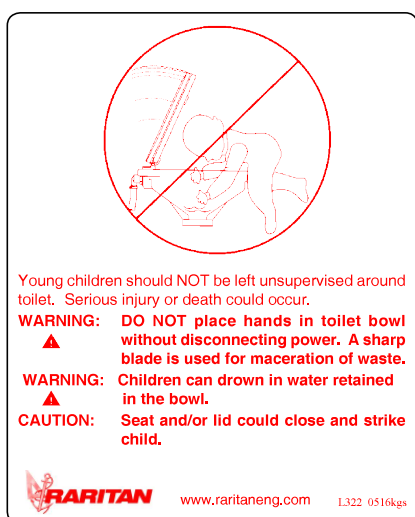 Young children should NOT be left unsupervised around
toilet. Serious injury or death could occur.
WARNING: DO NOT place hands in toilet bowl
without disconnecting power. A sharp
blade is used for maceration of waste.
WARNING: Children can drown in water retained
in the bowl.
CAUTION: Seat and/or lid could close and strike
child.
RARITAN www.raritaneng.com L322 0516kgs